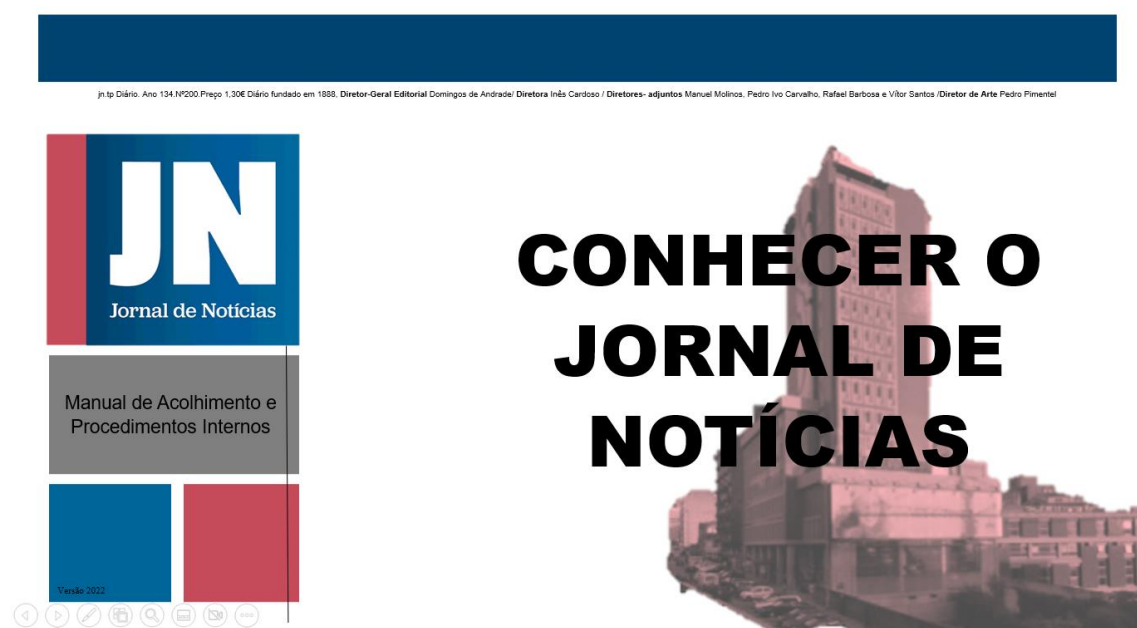 jn.tp Diário. Ano 134.Nº200.Preço 1,30€ Diário fundado em 1888, Diretor-Geral Editorial Domingos de Andrade/ Diretora Inês Cardoso / Diretores- adjuntos Manuel Molinos, Pedro Ivo Carvalho, Rafael Barbosa e Vítor Santos /Diretor de Arte Pedro Pimentel
JN
Jornal de Notícias
Manual de Acolhimento e
Procedimentos Internos
Versão 2022
CONHECER O
JORNAL DE
NOTÍCIAS